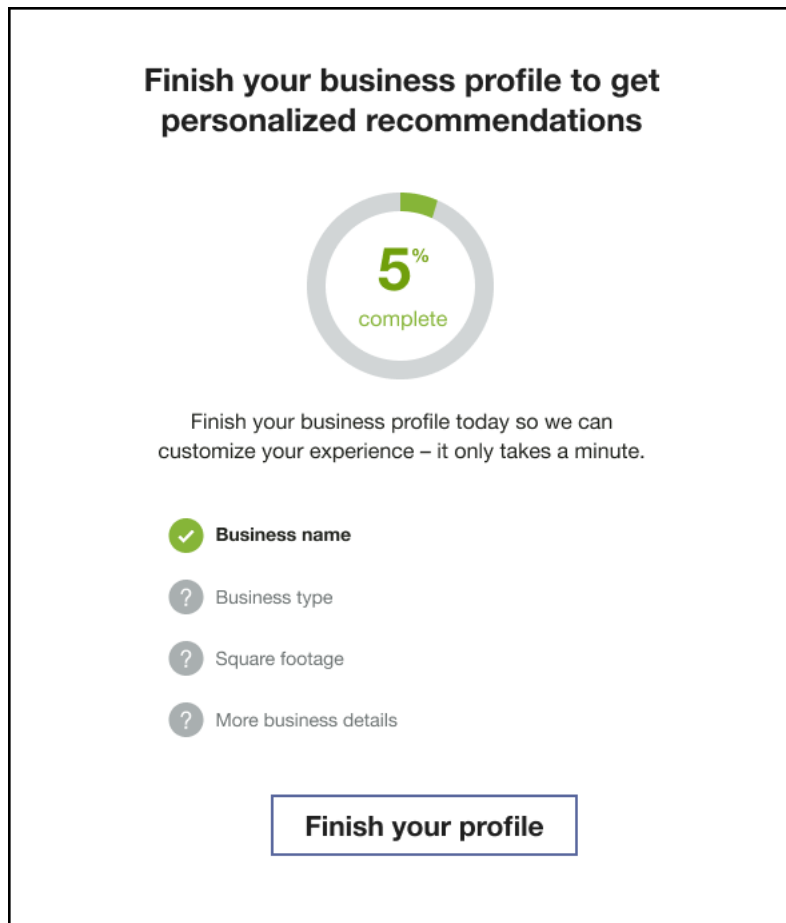 Finish your business profile to get
personalized recommendations
5%
complete
Finish your business profile today so we can
customize your experience – it only takes a minute.
Business name
? Business type
? Square footage
? More business details
Finish your profile